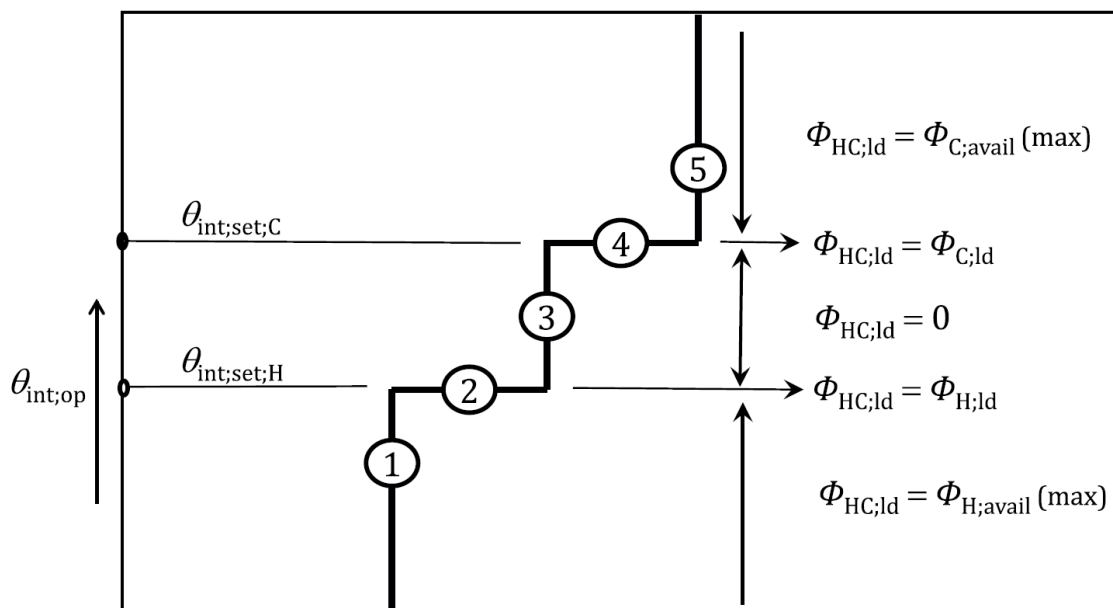 Φ_HC;ld = Φ_C;avail (max)
5
θ_int;set;C
4
Φ_HC;ld = Φ_C;ld
3
Φ_HC;ld = 0
θ_int;set;H
θ_int;op
2
Φ_HC;ld = Φ_H;ld
1
Φ_HC;ld = Φ_H;avail (max)